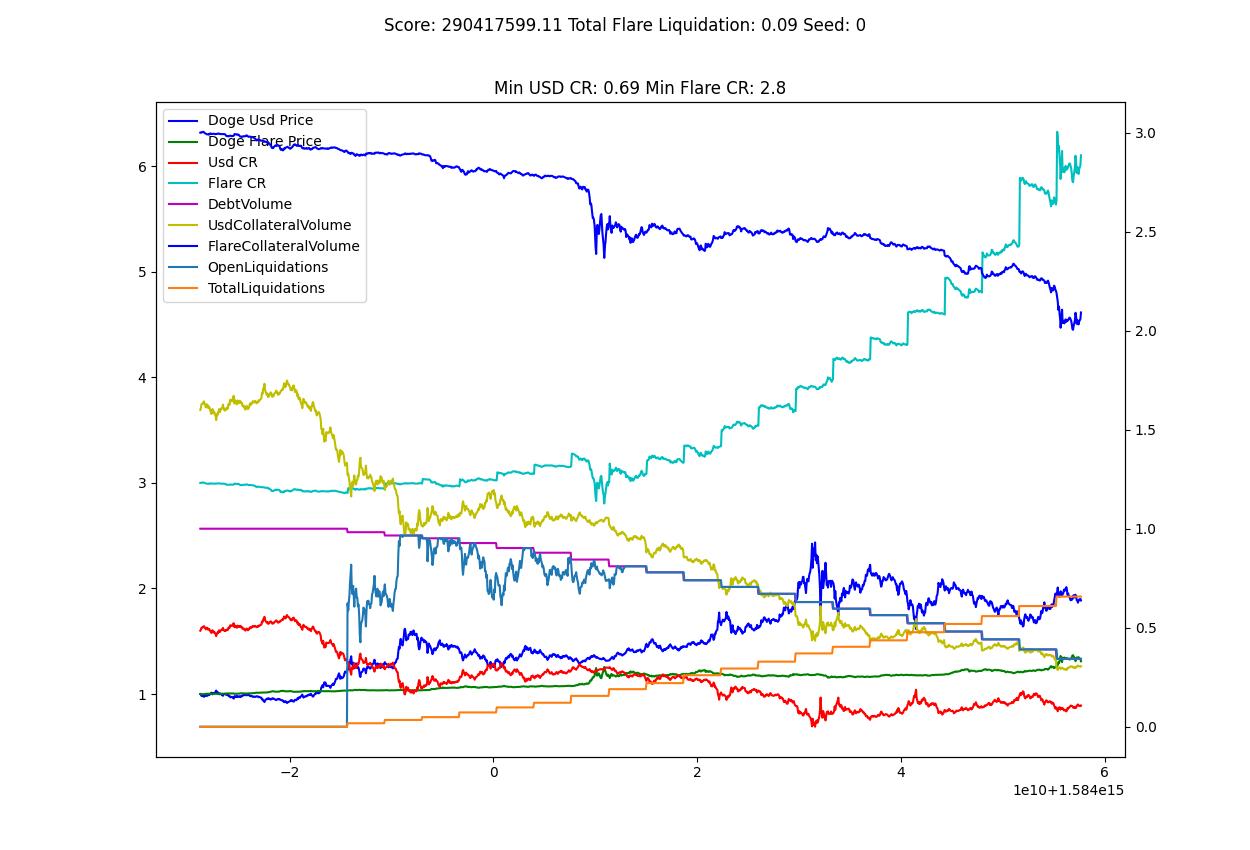 Score: 290417599.11 Total Flare Liquidation: 0.09 Seed: 0
Min USD CR: 0.69 Min Flare CR: 2.8
Doge Usd Price
Doge Flare Price
Usd CR
Flare CR
DebtVolume
UsdCollateralVolume
FlareCollateralVolume
OpenLiquidations
TotalLiquidations
6
5
4
3
2
1
3.0
2.5
2.0
1.5
1.0
0.5
0.0
−2 0 2 4 6
1e10+1.584e15